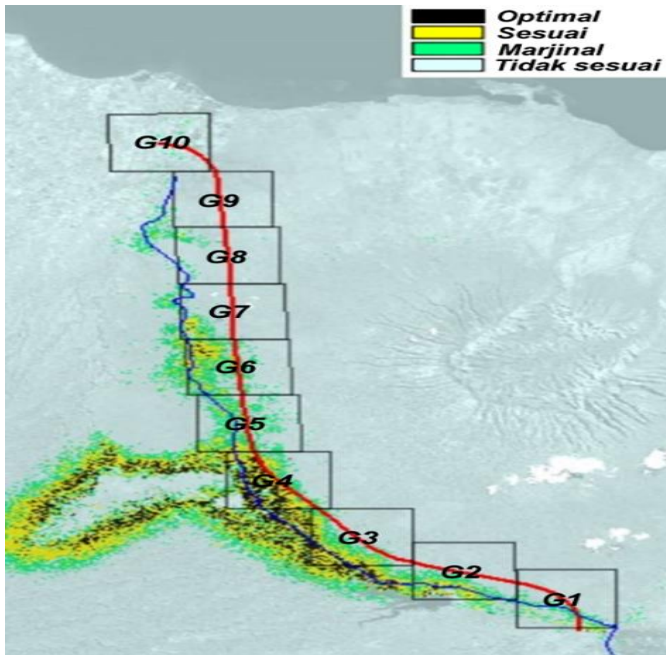 Optimal
Sesuai
Marjinal
Tidak sesuai
G10
G9
G8
G7
G6
G5
G4
G3
G2
G1